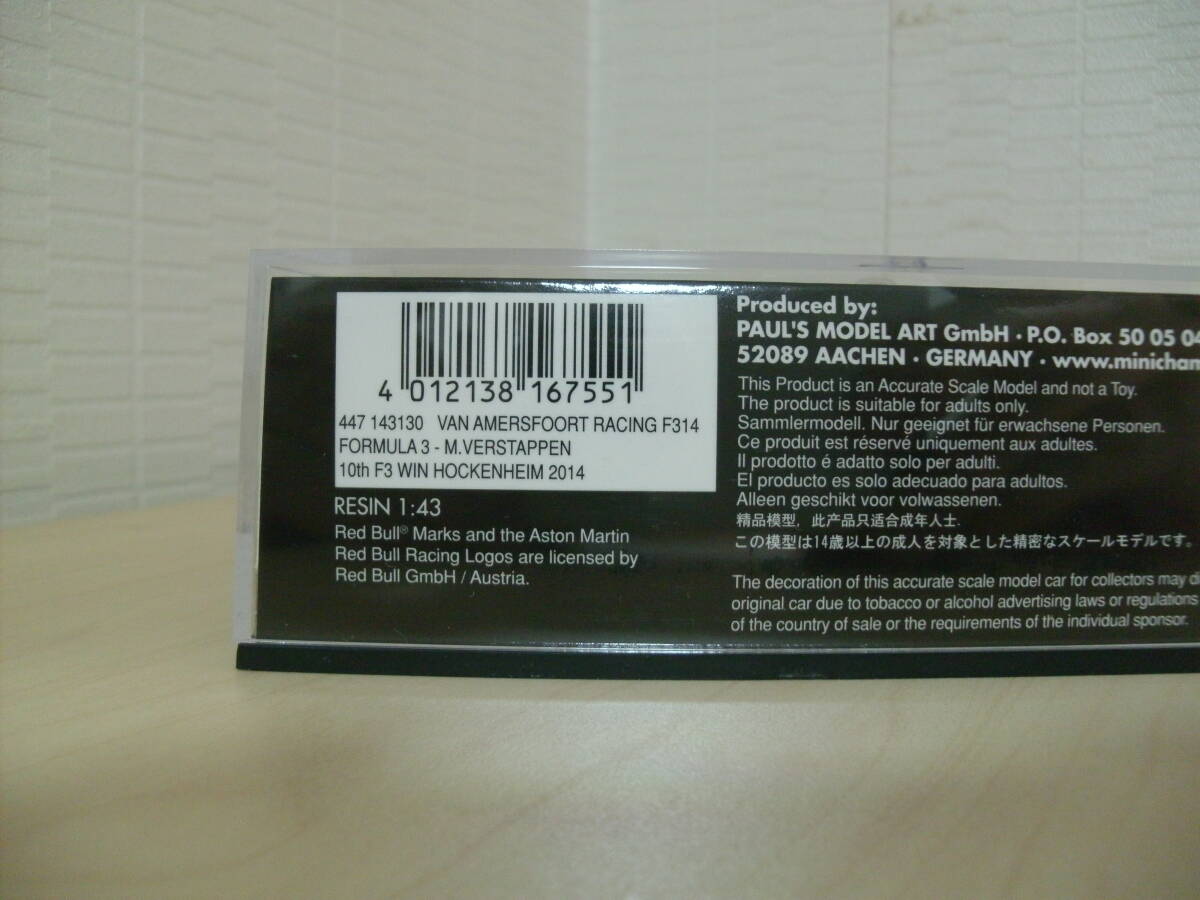 4 012138 167551
447 143130 VAN AMERSFOORT RACING F314
FORMULA 3 - M.VERSTAPPEN
10th F3 WIN HOCKENHEIM 2014
RESIN 1:43
Red Bull® Marks and the Aston Martin
Red Bull Racing Logos are licensed by
Red Bull GmbH / Austria.
Produced by:
PAUL'S MODEL ART GmbH · P.O. Box 50 05 04
52089 AACHEN · GERMANY · www.minicham
This Product is an Accurate Scale Model and not a Toy.
The product is suitable for adults only.
Sammlermodell. Nur geeignet für erwachsene Personen.
Ce produit est réservé uniquement aux adultes.
Il prodotto é adatto solo per adulti.
El producto es solo adecuado para adultos.
Alleen geschikt voor volwassenen.
精品模型, 此产品只适合成年人士.
この模型は14歳以上の成人を対象とした精密なスケールモデルです。
The decoration of this accurate scale model car for collectors may di
original car due to tobacco or alcohol advertising laws or regulations
of the country of sale or the requirements of the individual sponsor.